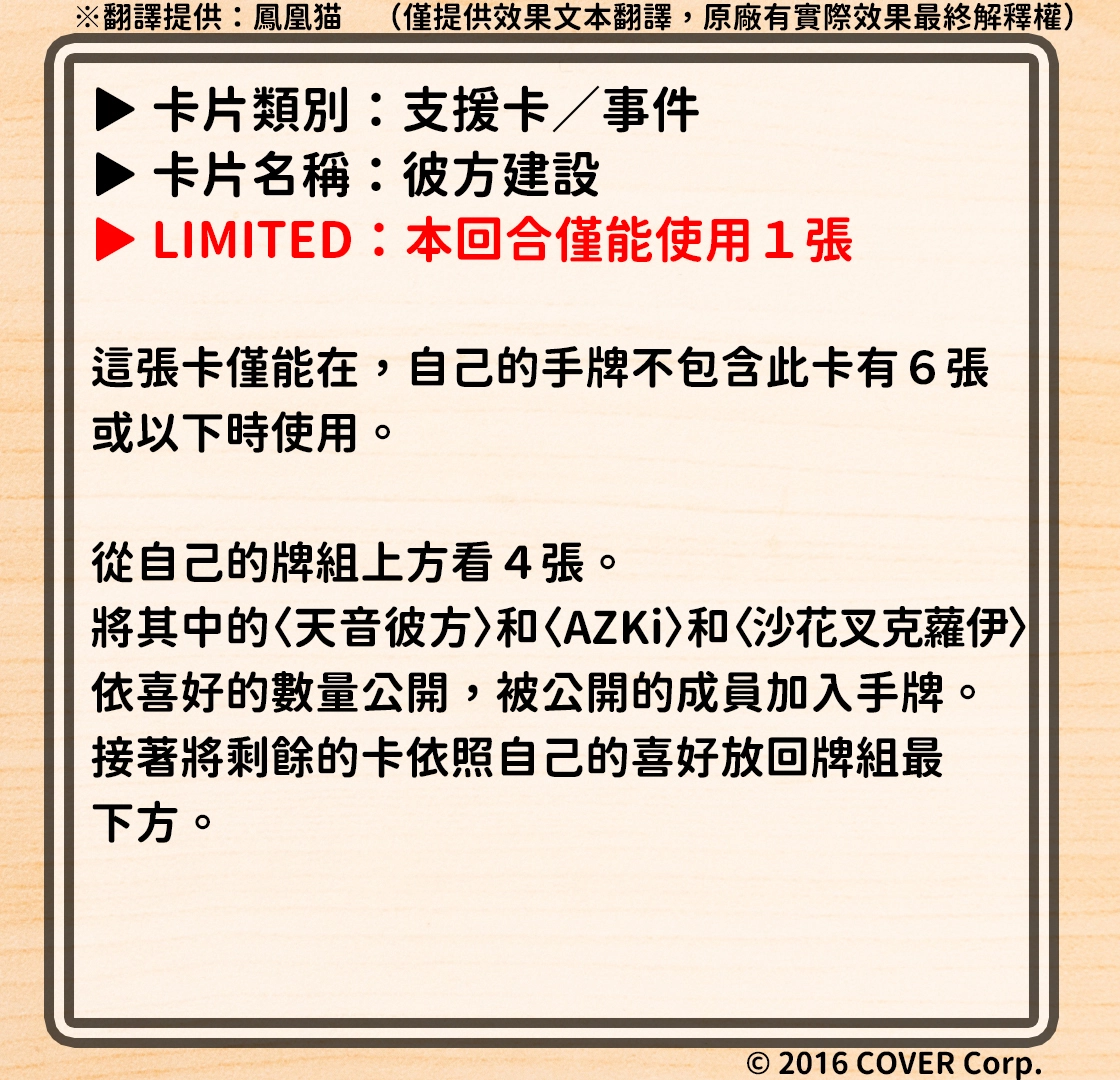 ※翻譯提供：鳳凰猫　（僅提供效果文本翻譯，原廠有實際效果最終解釋權）
▶ 卡片類別：支援卡／事件
▶ 卡片名稱：彼方建設
▶ LIMITED：本回合僅能使用１張
這張卡僅能在，自己的手牌不包含此卡有６張
或以下時使用。
從自己的牌組上方看４張。
將其中的〈天音彼方〉和〈AZKi〉和〈沙花叉克蘿伊〉
依喜好的數量公開，被公開的成員加入手牌。
接著將剩餘的卡依照自己的喜好放回牌組最
下方。
© 2016 COVER Corp.